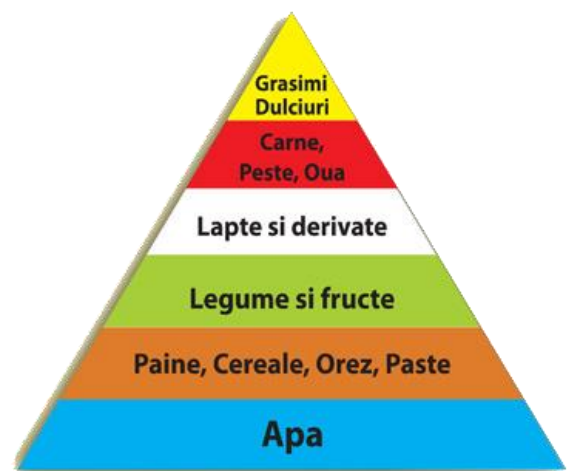 Grasimi
Dulciuri
Carne,
Peste, Oua
Lapte si derivate
Legume si fructe
Paine, Cereale, Orez, Paste
Apa